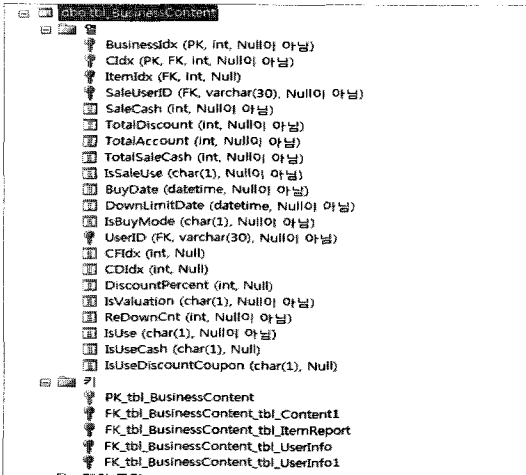 dbo.tbl_BusinessContent
열
BusinessIdx (PK, int, Null이 아님)
CIdx (PK, FK, int, Null이 아님)
ItemIdx (FK, int, Null)
SaleUserID (FK, varchar(30), Null이 아님)
SaleCash (int, Null이 아님)
TotalDiscount (int, Null이 아님)
TotalAccount (int, Null이 아님)
TotalSaleCash (int, Null이 아님)
IsSaleUse (char(1), Null이 아님)
BuyDate (datetime, Null이 아님)
DownLimitDate (datetime, Null이 아님)
IsBuyMode (char(1), Null이 아님)
UserID (FK, varchar(30), Null이 아님)
CFIdx (int, Null)
CDIdx (int, Null)
DiscountPercent (int, Null)
IsValuation (char(1), Null이 아님)
ReDownCnt (int, Null이 아님)
IsUse (char(1), Null이 아님)
IsUseCash (char(1), Null)
IsUseDiscountCoupon (char(1), Null)
키
PK_tbl_BusinessContent
FK_tbl_BusinessContent_tbl_Content1
FK_tbl_BusinessContent_tbl_ItemReport
FK_tbl_BusinessContent_tbl_UserInfo
FK_tbl_BusinessContent_tbl_UserInfo1